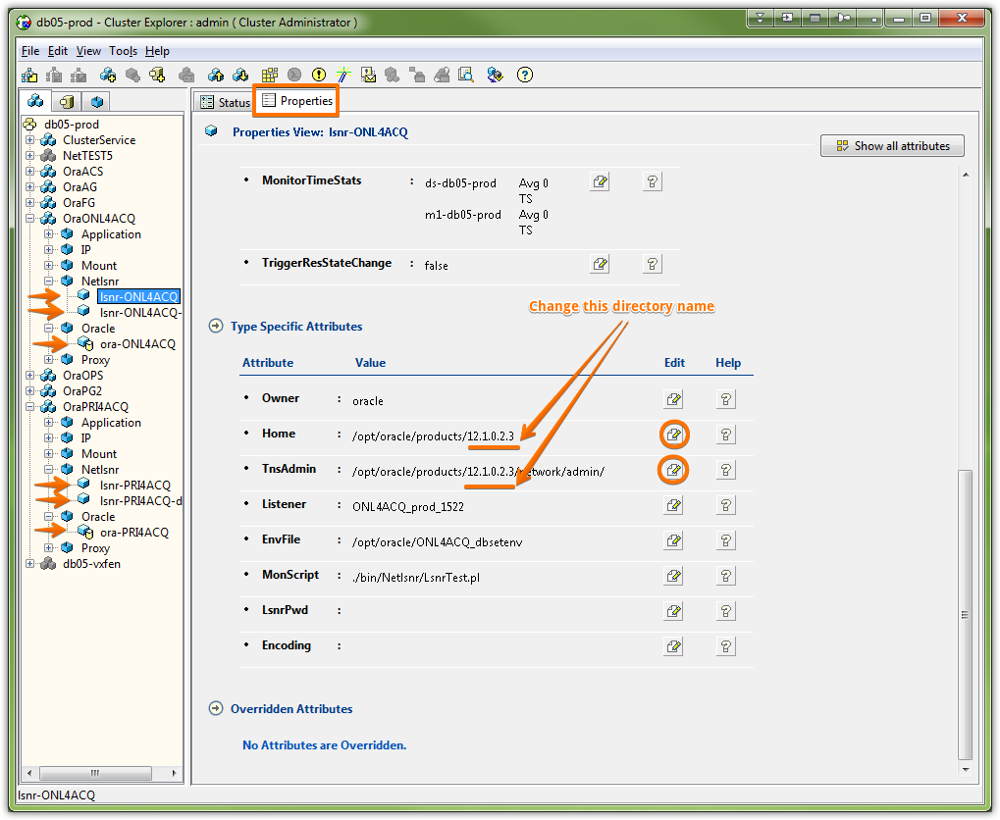 db05-prod - Cluster Explorer : admin ( Cluster Administrator )
File Edit View Tools Help
db05-prod
ClusterService
NetTEST5
OraACS
OraAG
OraFG
OraONL4ACQ
Application
IP
Mount
Netlsnr
lsnr-ONL4ACQ
lsnr-ONL4ACQ-
Oracle
ora-ONL4ACQ
Proxy
OraOPS
OraPG2
OraPRI4ACQ
Application
IP
Mount
Netlsnr
lsnr-PRI4ACQ
lsnr-PRI4ACQ-d
Oracle
ora-PRI4ACQ
Proxy
db05-vxfen
Status Properties
Properties View: lsnr-ONL4ACQ
Show all attributes
MonitorTimeStats : ds-db05-prod Avg 0
TS
m1-db05-prod Avg 0
TS
TriggerResStateChange : false
Change this directory name
Type Specific Attributes
Attribute Value Edit Help
Owner : oracle
Home : /opt/oracle/products/12.1.0.2.3
TnsAdmin : /opt/oracle/products/12.1.0.2.3/network/admin/
Listener : ONL4ACQ_prod_1522
EnvFile : /opt/oracle/ONL4ACQ_dbsetenv
MonScript : ./bin/Netlsnr/LsnrTest.pl
LsnrPwd :
Encoding :
Overridden Attributes
No Attributes are Overridden.
lsnr-ONL4ACQ